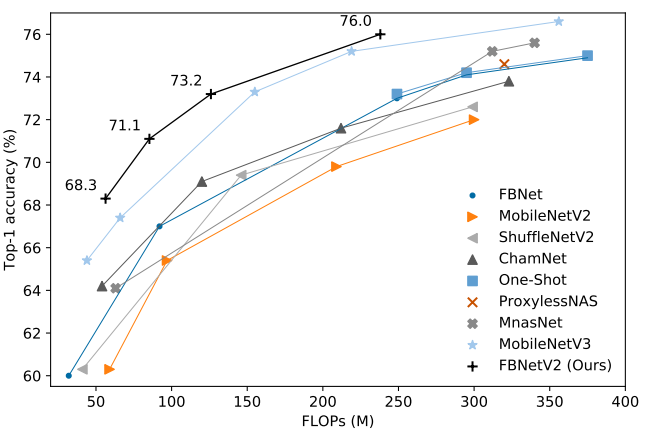 76.0
76
74
73.2
72
71.1
70
68.3
68
66
64
62
60
Top-1 accuracy (%)
FBNet
MobileNetV2
ShuffleNetV2
ChamNet
One-Shot
ProxylessNAS
MnasNet
MobileNetV3
FBNetV2 (Ours)
50 100 150 200 250 300 350 400
FLOPs (M)